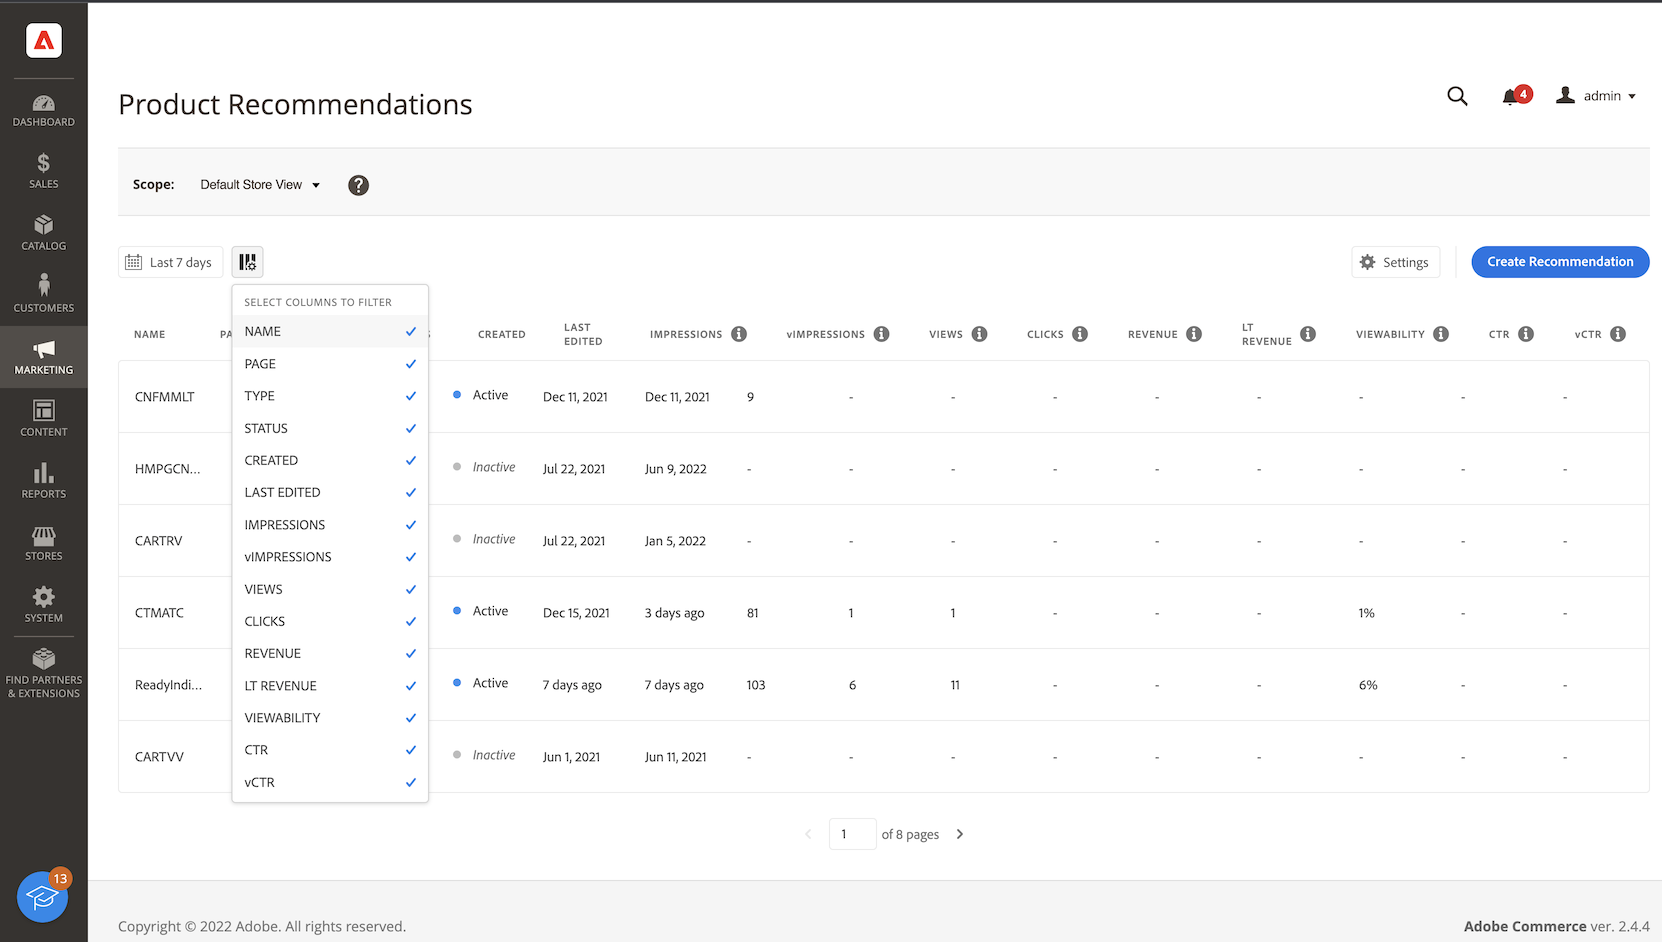 DASHBOARD
SALES
CATALOG
CUSTOMERS
MARKETING
CONTENT
REPORTS
STORES
SYSTEM
FIND PARTNERS
& EXTENSIONS
13
Product Recommendations
4
admin
Scope: Default Store View ?
Last 7 days
Settings
Create Recommendation
SELECT COLUMNS TO FILTER
NAME
PAGE
TYPE
STATUS
CREATED
LAST EDITED
IMPRESSIONS
vIMPRESSIONS
VIEWS
CLICKS
REVENUE
LT REVENUE
VIEWABILITY
CTR
vCTR
NAME PA S CREATED LAST EDITED IMPRESSIONS vIMPRESSIONS VIEWS CLICKS REVENUE LT REVENUE VIEWABILITY CTR vCTR
CNFMMLT Active Dec 11, 2021 Dec 11, 2021 9 - - - - - - - -
HMPGCN... Inactive Jul 22, 2021 Jun 9, 2022 - - - - - - - - -
CARTRV Inactive Jul 22, 2021 Jan 5, 2022 - - - - - - - - -
CTMATC Active Dec 15, 2021 3 days ago 81 1 1 - - - 1% - -
ReadyIndi... Active 7 days ago 7 days ago 103 6 11 - - - 6% - -
CARTVV Inactive Jun 1, 2021 Jun 11, 2021 - - - - - - - - -
1 of 8 pages
Copyright © 2022 Adobe. All rights reserved.
Adobe Commerce ver. 2.4.4